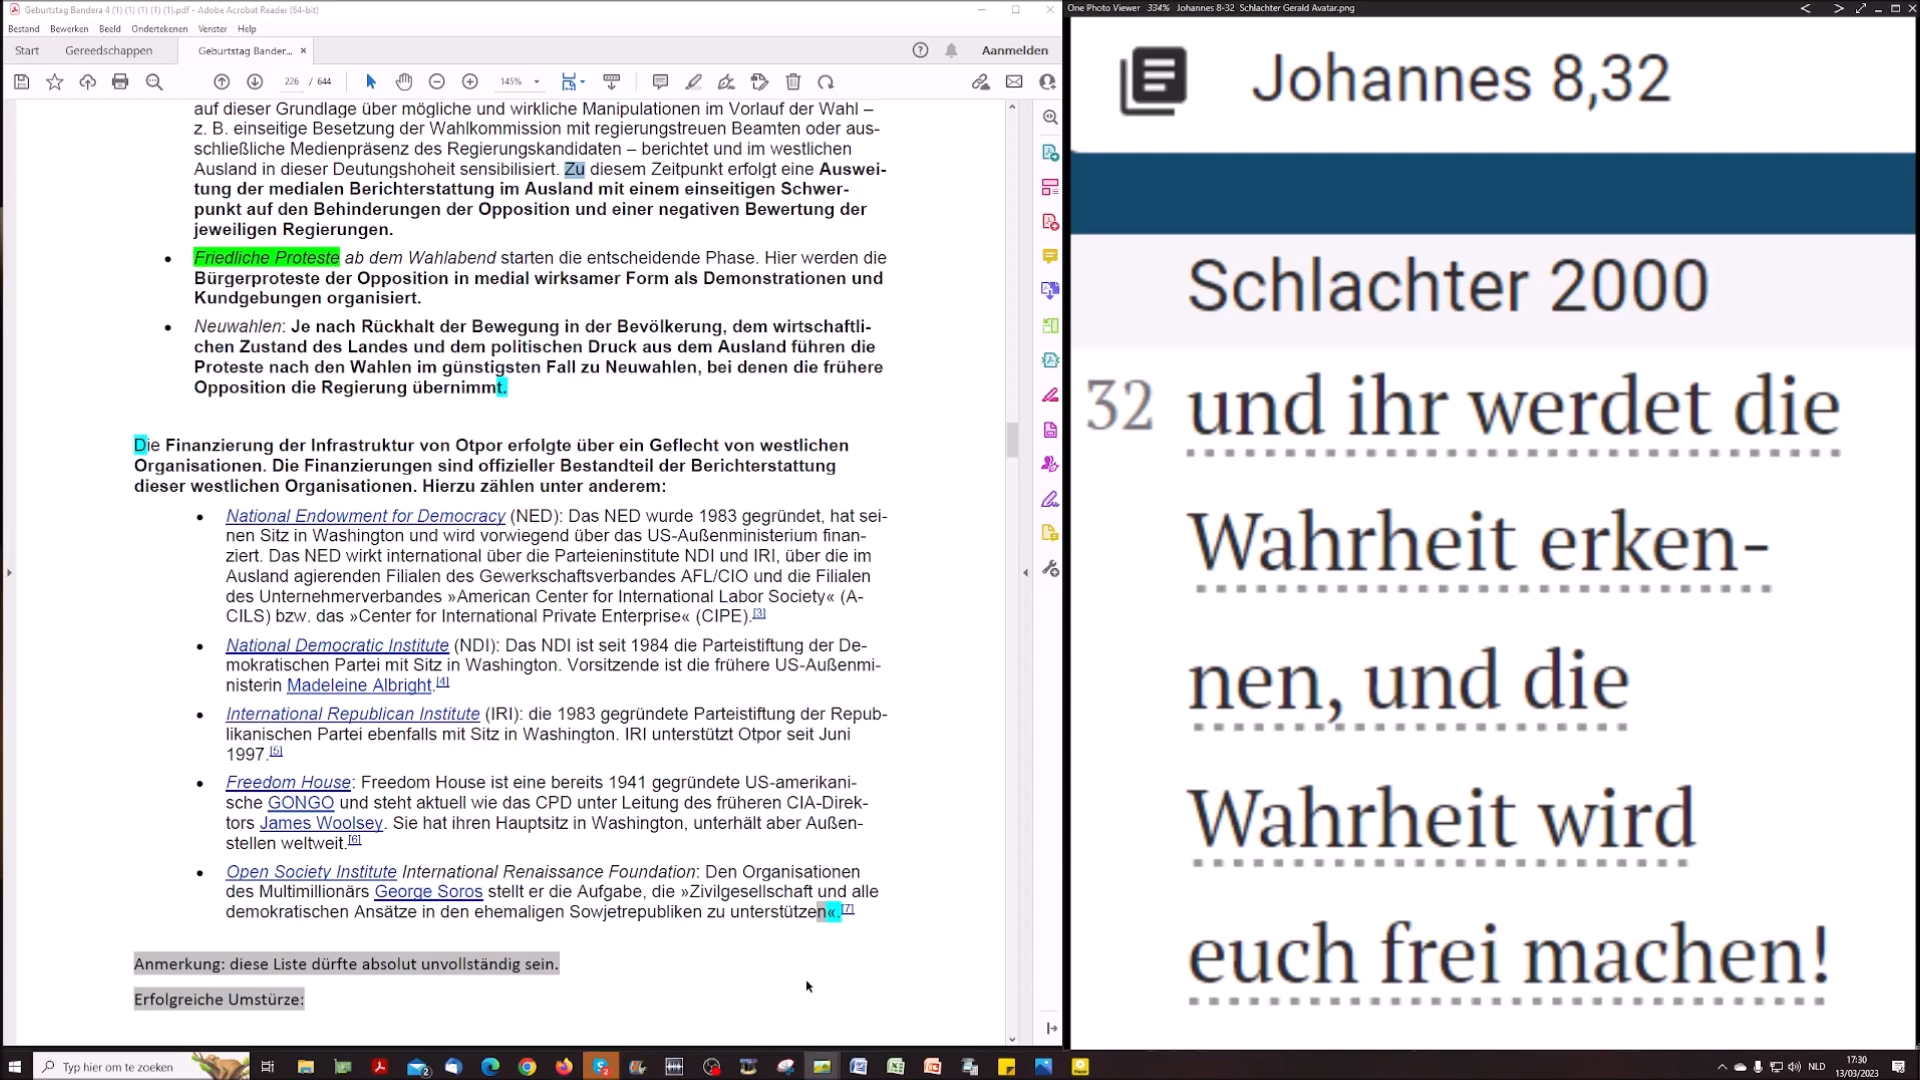 Geburtstag Bandera 4 (1) (1) (1) (1) (1).pdf - Adobe Acrobat Reader (64-bit)
Bestand Bewerken Beeld Ondertekenen Venster Help
Start Gereedschappen Geburtstag Bander... × Aanmelden
226 / 644 145%
auf dieser Grundlage über mögliche und wirkliche Manipulationen im Vorlauf der Wahl –
z. B. einseitige Besetzung der Wahlkommission mit regierungstreuen Beamten oder aus-
schließliche Medienpräsenz des Regierungskandidaten – berichtet und im westlichen
Ausland in dieser Deutungshoheit sensibilisiert. Zu diesem Zeitpunkt erfolgt eine Auswei-
tung der medialen Berichterstattung im Ausland mit einem einseitigen Schwer-
punkt auf den Behinderungen der Opposition und einer negativen Bewertung der
jeweiligen Regierungen.
• Friedliche Proteste ab dem Wahlabend starten die entscheidende Phase. Hier werden die
Bürgerproteste der Opposition in medial wirksamer Form als Demonstrationen und
Kundgebungen organisiert.
• Neuwahlen: Je nach Rückhalt der Bewegung in der Bevölkerung, dem wirtschaftli-
chen Zustand des Landes und dem politischen Druck aus dem Ausland führen die
Proteste nach den Wahlen im günstigsten Fall zu Neuwahlen, bei denen die frühere
Opposition die Regierung übernimmt.
Die Finanzierung der Infrastruktur von Otpor erfolgte über ein Geflecht von westlichen
Organisationen. Die Finanzierungen sind offizieller Bestandteil der Berichterstattung
dieser westlichen Organisationen. Hierzu zählen unter anderem:
• National Endowment for Democracy (NED): Das NED wurde 1983 gegründet, hat sei-
nen Sitz in Washington und wird vorwiegend über das US-Außenministerium finan-
ziert. Das NED wirkt international über die Parteieninstitute NDI und IRI, über die im
Ausland agierenden Filialen des Gewerkschaftsverbandes AFL/CIO und die Filialen
des Unternehmerverbandes »American Center for International Labor Society« (A-
CILS) bzw. das »Center for International Private Enterprise« (CIPE).[3]
• National Democratic Institute (NDI): Das NDI ist seit 1984 die Parteistiftung der De-
mokratischen Partei mit Sitz in Washington. Vorsitzende ist die frühere US-Außenmi-
nisterin Madeleine Albright.[4]
• International Republican Institute (IRI): die 1983 gegründete Parteistiftung der Repub-
likanischen Partei ebenfalls mit Sitz in Washington. IRI unterstützt Otpor seit Juni
1997.[5]
• Freedom House: Freedom House ist eine bereits 1941 gegründete US-amerikani-
sche GONGO und steht aktuell wie das CPD unter Leitung des früheren CIA-Direk-
tors James Woolsey. Sie hat ihren Hauptsitz in Washington, unterhält aber Außen-
stellen weltweit.[6]
• Open Society Institute International Renaissance Foundation: Den Organisationen
des Multimillionärs George Soros stellt er die Aufgabe, die »Zivilgesellschaft und alle
demokratischen Ansätze in den ehemaligen Sowjetrepubliken zu unterstützen«.[7]
Anmerkung: diese Liste dürfte absolut unvollständig sein.
Erfolgreiche Umstürze:
One Photo Viewer 334% Johannes 8-32 Schlachter Gerald Avatar.png
Johannes 8,32
Schlachter 2000
32 und ihr werdet die
Wahrheit erken-
nen, und die
Wahrheit wird
euch frei machen!
Typ hier om te zoeken
NLD
17:30
13/03/2023